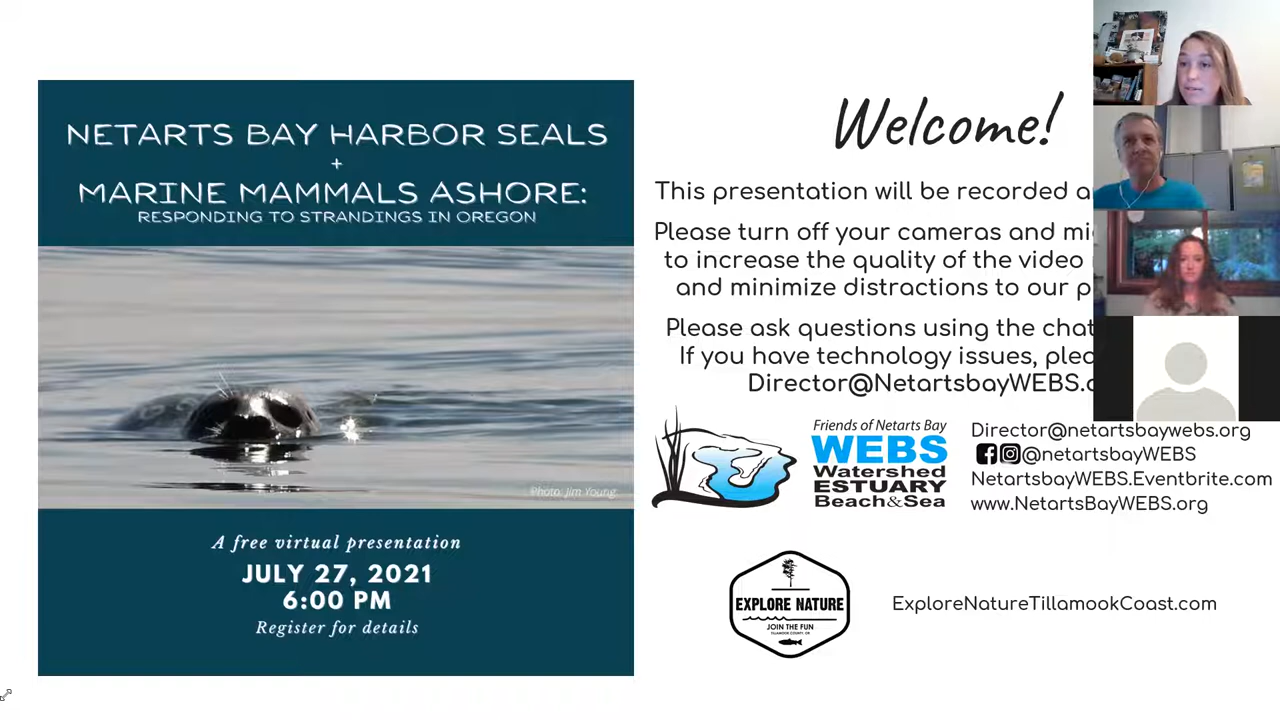 NETARTS BAY HARBOR SEALS
+
MARINE MAMMALS ASHORE:
RESPONDING TO STRANDINGS IN OREGON
Photo: Jim Young
A free virtual presentation
JULY 27, 2021
6:00 PM
Register for details
Welcome!
This presentation will be recorded a
Please turn off your cameras and mi
to increase the quality of the video
and minimize distractions to our p
Please ask questions using the chat
If you have technology issues, plea
Director@NetartsbayWEBS.
Friends of Netarts Bay
WEBS
Watershed
ESTUARY
Beach&Sea
Director@netartsbaywebs.org
@netartsbayWEBS
NetartsbayWEBS.Eventbrite.com
www.NetartsBayWEBS.org
EXPLORE NATURE
JOIN THE FUN
TILLAMOOK COUNTY, OR
ExploreNatureTillamookCoast.com